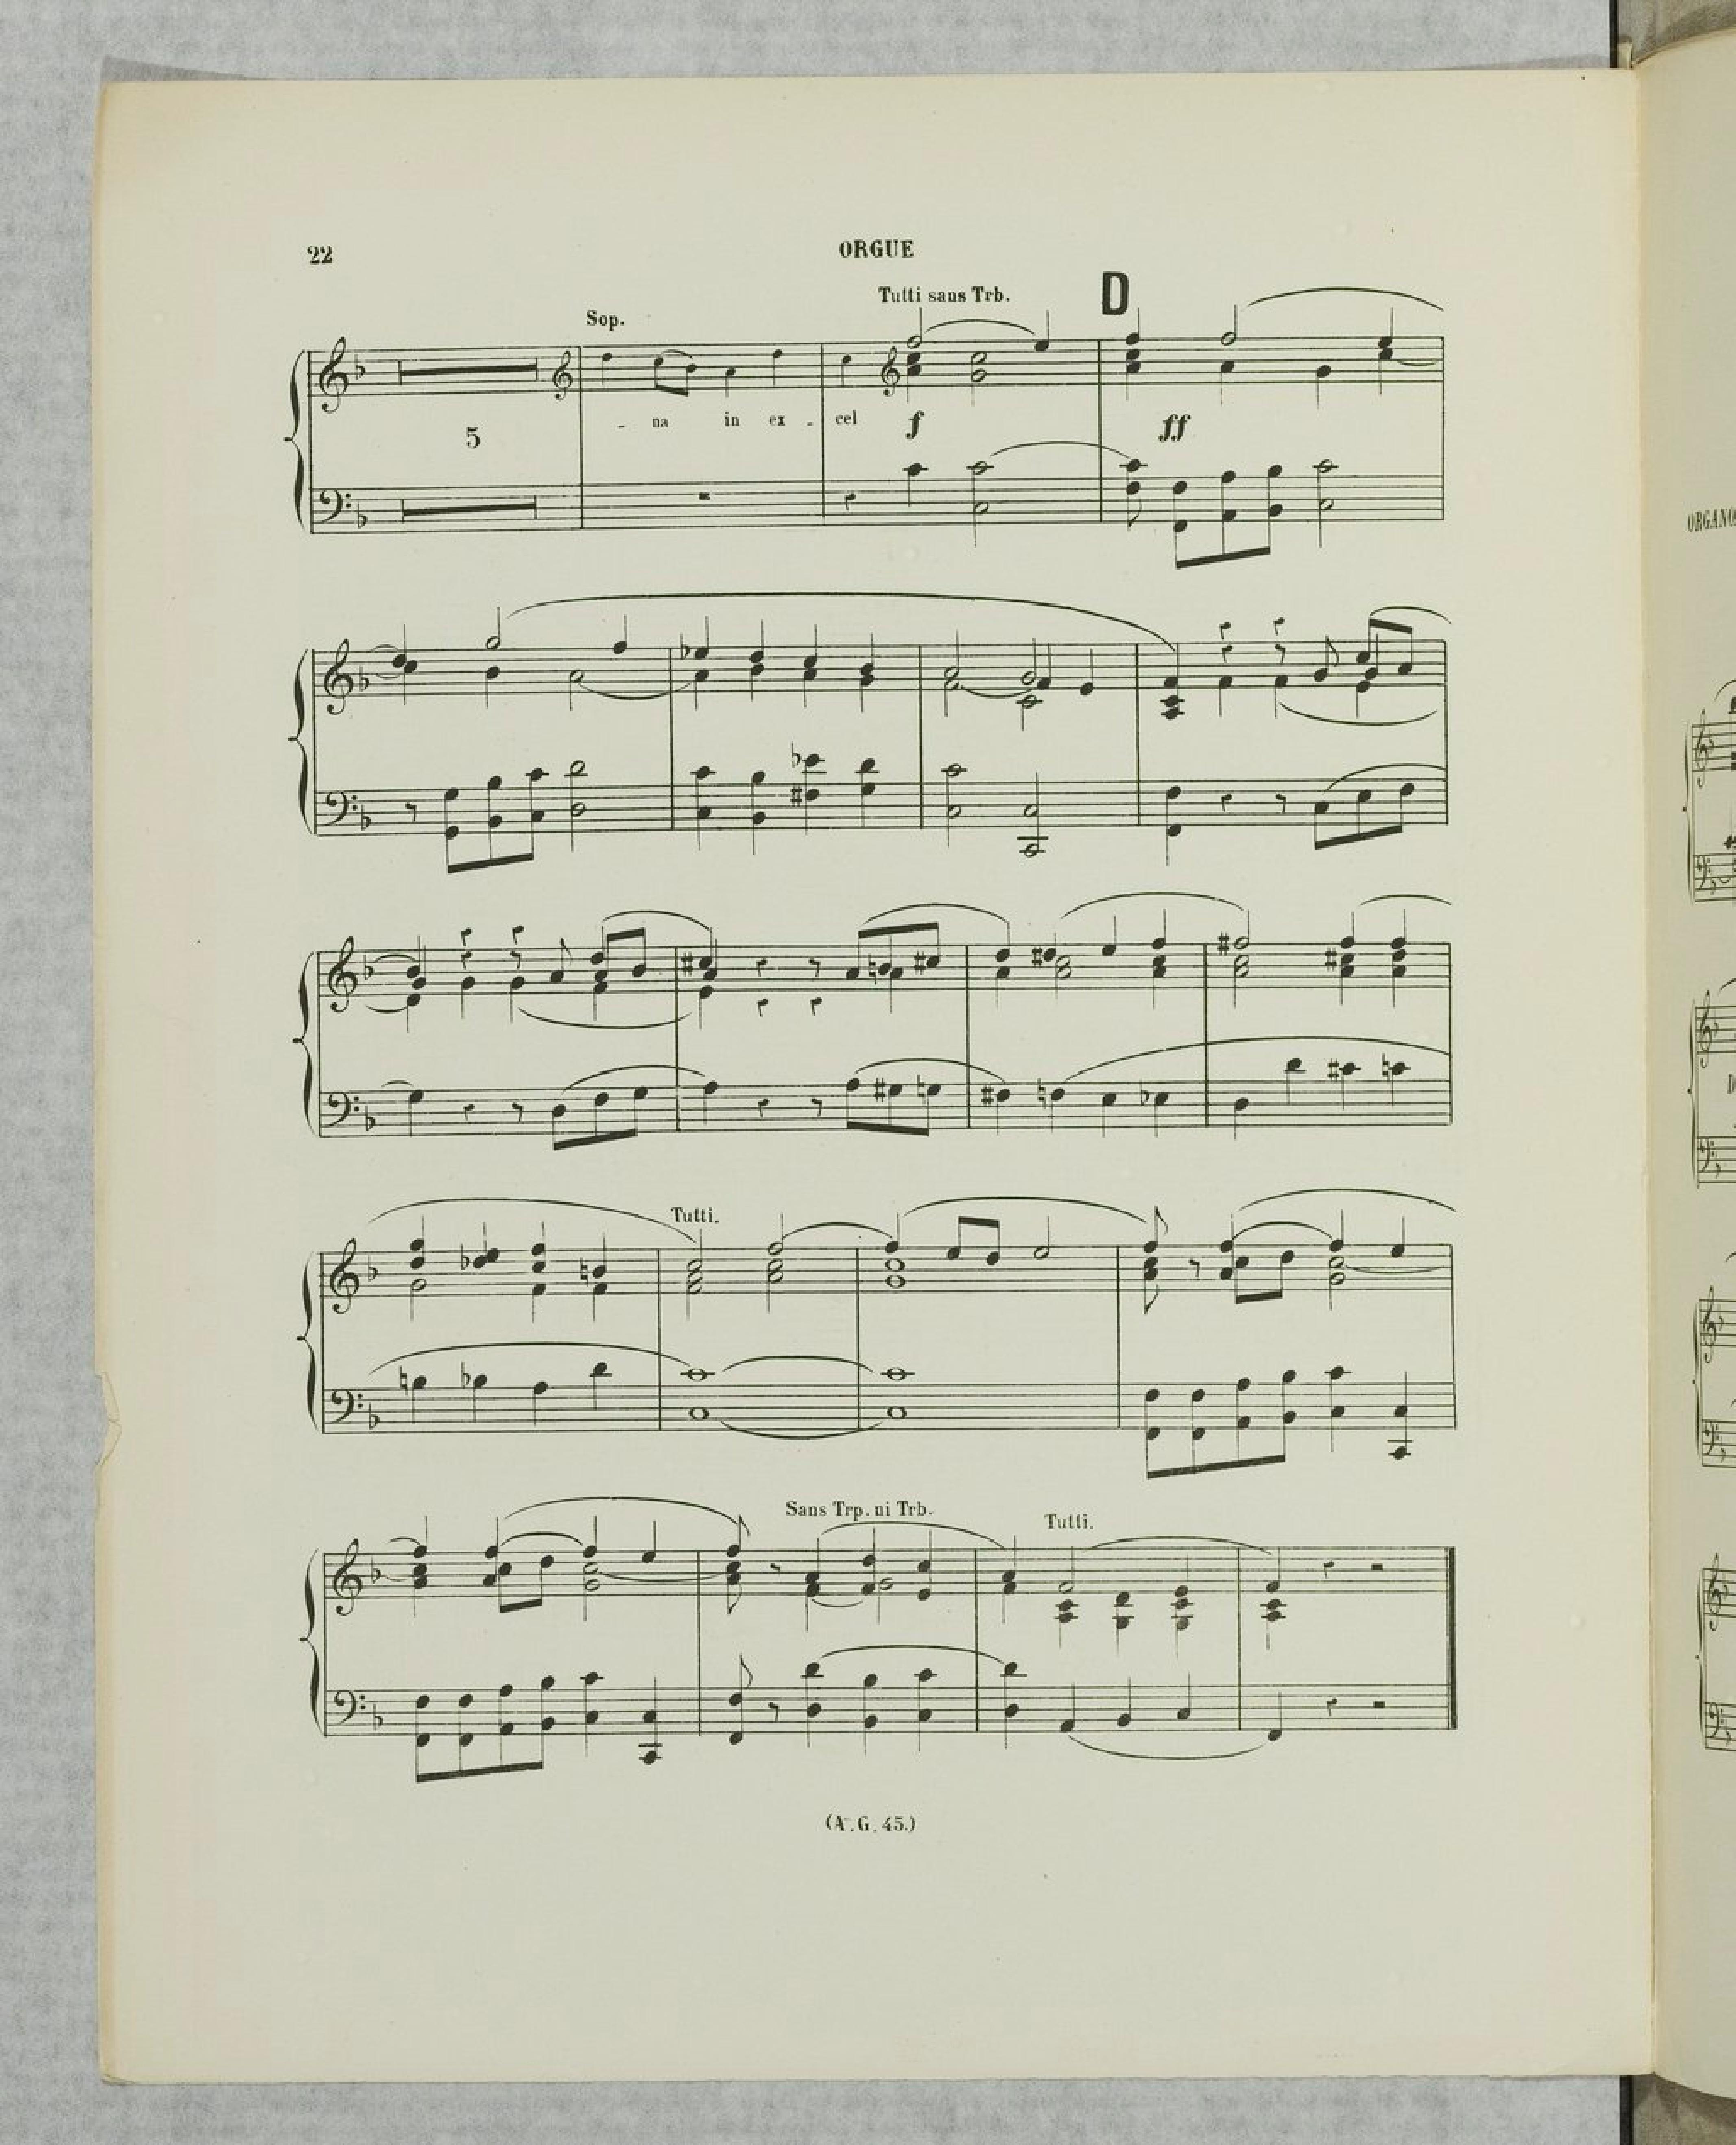 22
ORGUE
Tutti sans Trb.
D
Sop.
- na in ex - cel
f
ff
5
Tutti.
Sans Trp. ni Trb.
Tutti.
(A. G. 45.)